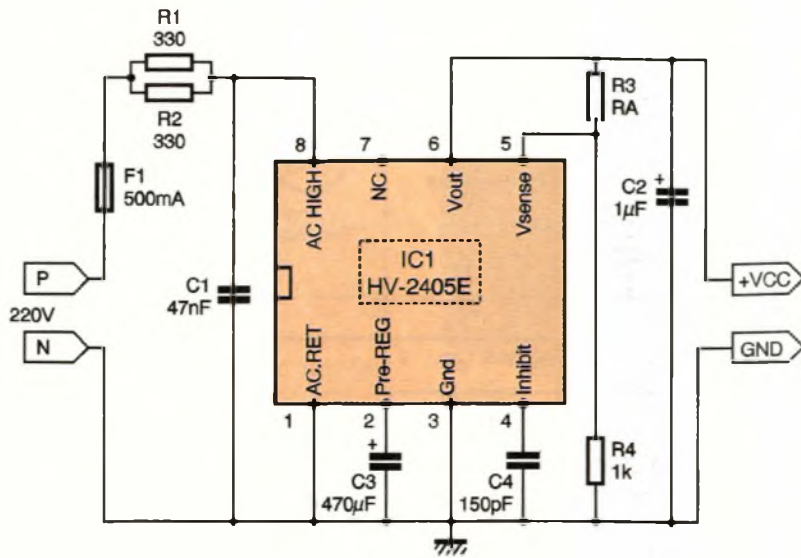 R1
330
R2
330
F1
500mA
P
220V
N
C1
47nF
8
7
6
5
AC HIGH
NC
Vout
Vsense
IC1
HV-2405E
AC.RET
Pre-REG
Gnd
Inhibit
1
2
3
4
+
C3
470µF
C4
150pF
R3
RA
C2
+
1µF
R4
1k
+VCC
GND